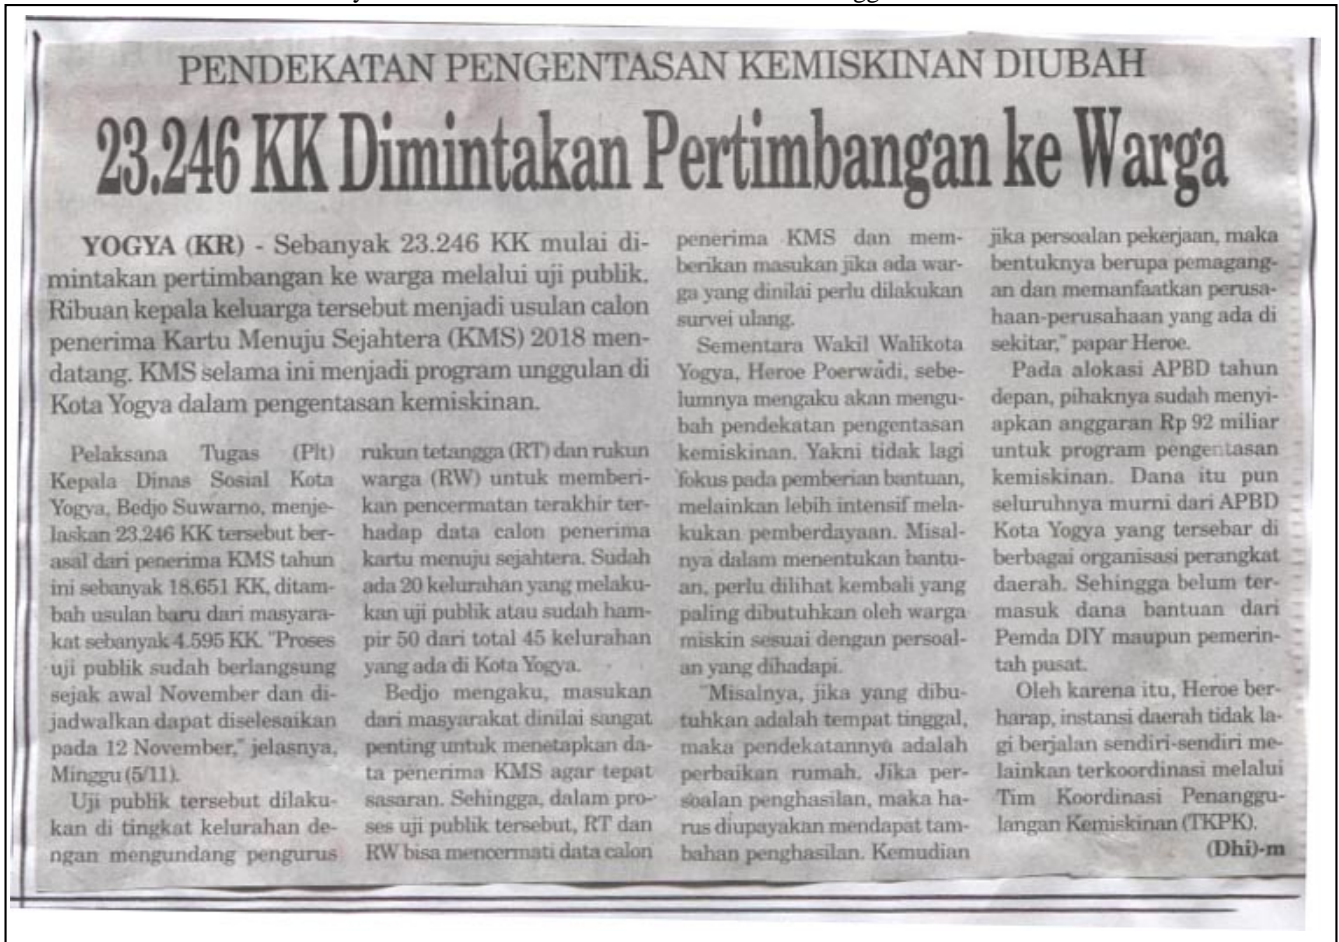 PENDEKATAN PENGENTASAN KEMISKINAN DIUBAH
23.246 KK Dimintakan Pertimbangan ke Warga
YOGYA (KR) - Sebanyak 23.246 KK mulai di-
mintakan pertimbangan ke warga melalui uji publik.
Ribuan kepala keluarga tersebut menjadi usulan calon
penerima Kartu Menuju Sejahtera (KMS) 2018 men-
datang. KMS selama ini menjadi program unggulan di
Kota Yogya dalam pengentasan kemiskinan.
Pelaksana Tugas (Plt)
Kepala Dinas Sosial Kota
Yogya, Bedjo Suwarno, menje-
laskan 23.246 KK tersebut ber-
asal dari penerima KMS tahun
ini sebanyak 18.651 KK, ditam-
bah usulan baru dari masyara-
kat sebanyak 4.595 KK. "Proses
uji publik sudah berlangsung
sejak awal November dan di-
jadwalkan dapat diselesaikan
pada 12 November," jelasnya,
Minggu (5/11).
Uji publik tersebut dilaku-
kan di tingkat kelurahan de-
ngan mengundang pengurus
rukun tetangga (RT) dan rukun
warga (RW) untuk memberi-
kan pencermatan terakhir ter-
hadap data calon penerima
kartu menuju sejahtera. Sudah
ada 20 kelurahan yang melaku-
kan uji publik atau sudah ham-
pir 50 dari total 45 kelurahan
yang ada di Kota Yogya.
Bedjo mengaku, masukan
dari masyarakat dinilai sangat
penting untuk menetapkan da-
ta penerima KMS agar tepat
sasaran. Sehingga, dalam pro-
ses uji publik tersebut, RT dan
RW bisa mencermati data calon
penerima KMS dan mem-
berikan masukan jika ada war-
ga yang dinilai perlu dilakukan
survei ulang.
Sementara Wakil Walikota
Yogya, Heroe Poerwadi, sebe-
lumnya mengaku akan mengu-
bah pendekatan pengentasan
kemiskinan. Yakni tidak lagi
fokus pada pemberian bantuan,
melainkan lebih intensif mela-
kukan pemberdayaan. Misal-
nya dalam menentukan bantu-
an, perlu dilihat kembali yang
paling dibutuhkan oleh warga
miskin sesuai dengan persoal-
an yang dihadapi.
"Misalnya, jika yang dibu-
tuhkan adalah tempat tinggal,
maka pendekatannya adalah
perbaikan rumah. Jika per-
soalan penghasilan, maka ha-
rus diupayakan mendapat tam-
bahan penghasilan. Kemudian
jika persoalan pekerjaan, maka
bentuknya berupa pemagang-
an dan memanfaatkan perusa-
haan-perusahaan yang ada di
sekitar," papar Heroe.
Pada alokasi APBD tahun
depan, pihaknya sudah menyi-
apkan anggaran Rp 92 miliar
untuk program pengentasan
kemiskinan. Dana itu pun
seluruhnya murni dari APBD
Kota Yogya yang tersebar di
berbagai organisasi perangkat
daerah. Sehingga belum ter-
masuk dana bantuan dari
Pemda DIY maupun pemerin-
tah pusat.
Oleh karena itu, Heroe ber-
harap, instansi daerah tidak la-
gi berjalan sendiri-sendiri me-
lainkan terkoordinasi melalui
Tim Koordinasi Penanggu-
langan Kemiskinan (TKPK).
(Dhi)-m